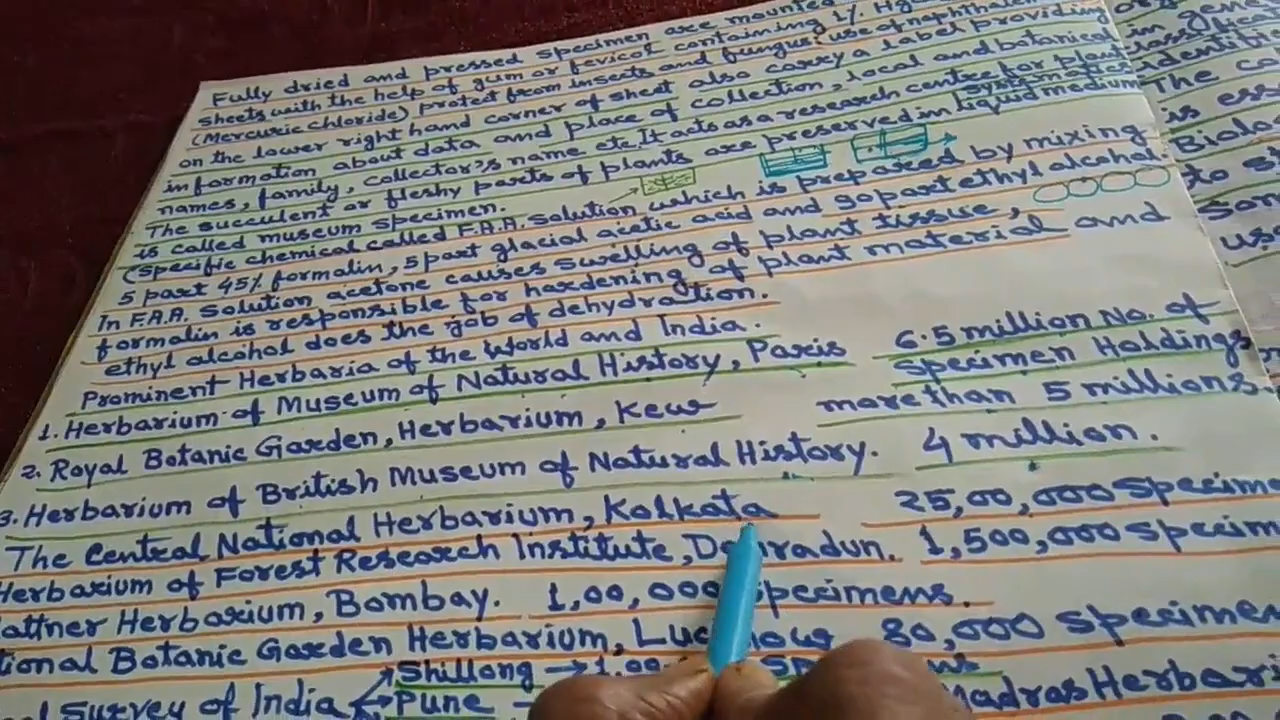 Fully dried and pressed specimen are mounted
sheets with the help of gum or fevicol containing 1%
(Mercuric chloride) protect from insects and fungus; use of naphthalen
on the lower right hand corner of sheet also carry a label providing
information about data and place of collection, local and botanical
names, family, collector's name etc. It acts as a research centre for plant
systematics
The succulent or fleshy parts of plants are preserved in liquid medium
is called museum specimen.
(Specific chemical called F.A.A. solution which is prepared by mixing
5 part 45% formalin, 5 part glacial acetic acid and 90 part ethyl alcohol.
In F.A.A. Solution acetone causes swelling of plant tissue,
formalin is responsible for hardening of plant material and
ethyl alcohol does the job of dehydration.
Prominent Herbaria of the World and India.
1. Herbarium of Museum of Natural History, Paris 6.5 million No. of
Specimen Holdings
2. Royal Botanic Garden, Herbarium, Kew more than 5 millions.
3. Herbarium of British Museum of Natural History. 4 million.
The Central National Herbarium, Kolkata 25,00,000 Specime
Herbarium of Forest Research Institute, Dehradun. 1,500,000 Specim
lattner Herbarium, Bombay. 1,00,000 Specimens.
tional Botanic Garden Herbarium, Lucknow 80,000 Specimen
Survey of India Shillong → 1,00
Pune
Madras Herbari